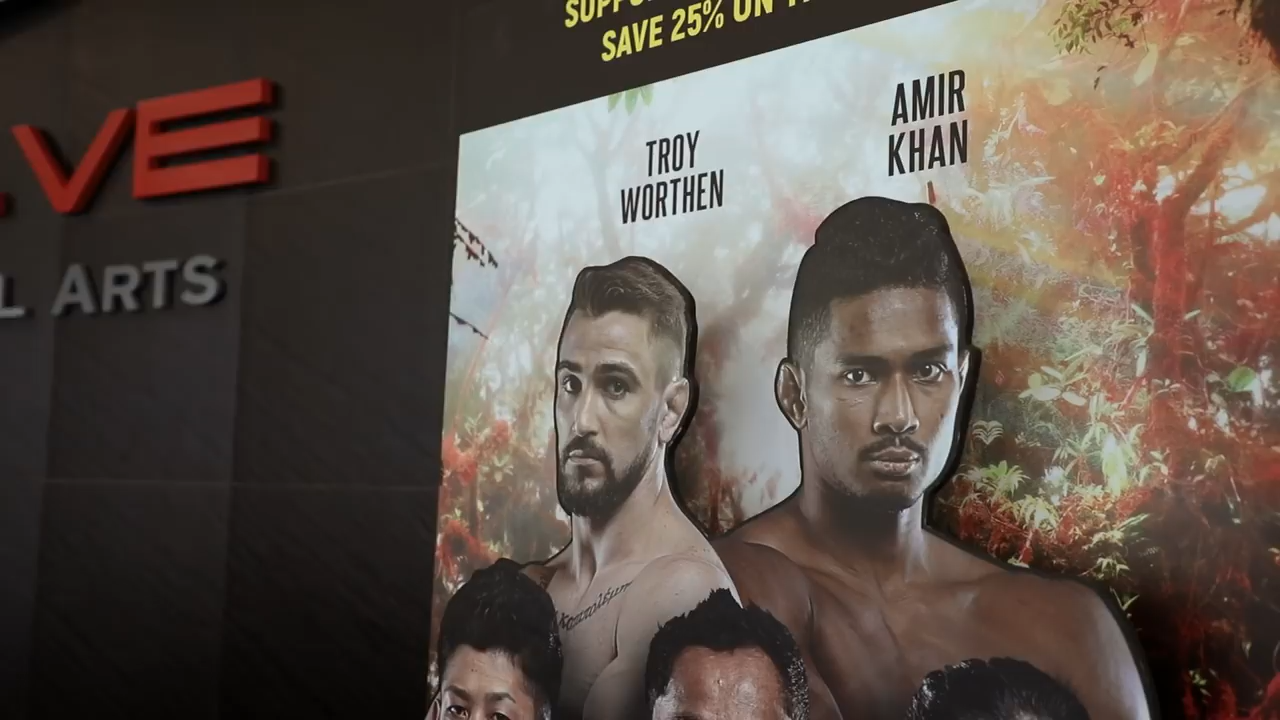 SAVE 25% ON
VE
ARTS
TROY
WORTHEN
AMIR
KHAN